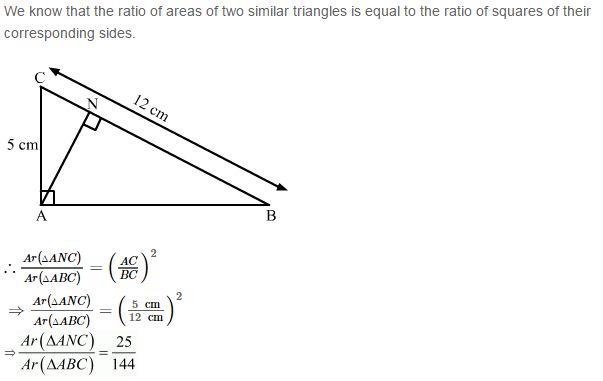 We know that the ratio of areas of two similar triangles is equal to the ratio of squares of their
corresponding sides.
C
N
12 cm
5 cm
A
B
∴ Ar(△ANC)/Ar(△ABC) = (AC/BC)²
⇒ Ar(△ANC)/Ar(△ABC) = (5 cm/12 cm)²
⇒ Ar(ΔANC)/Ar(ΔABC) = 25/144